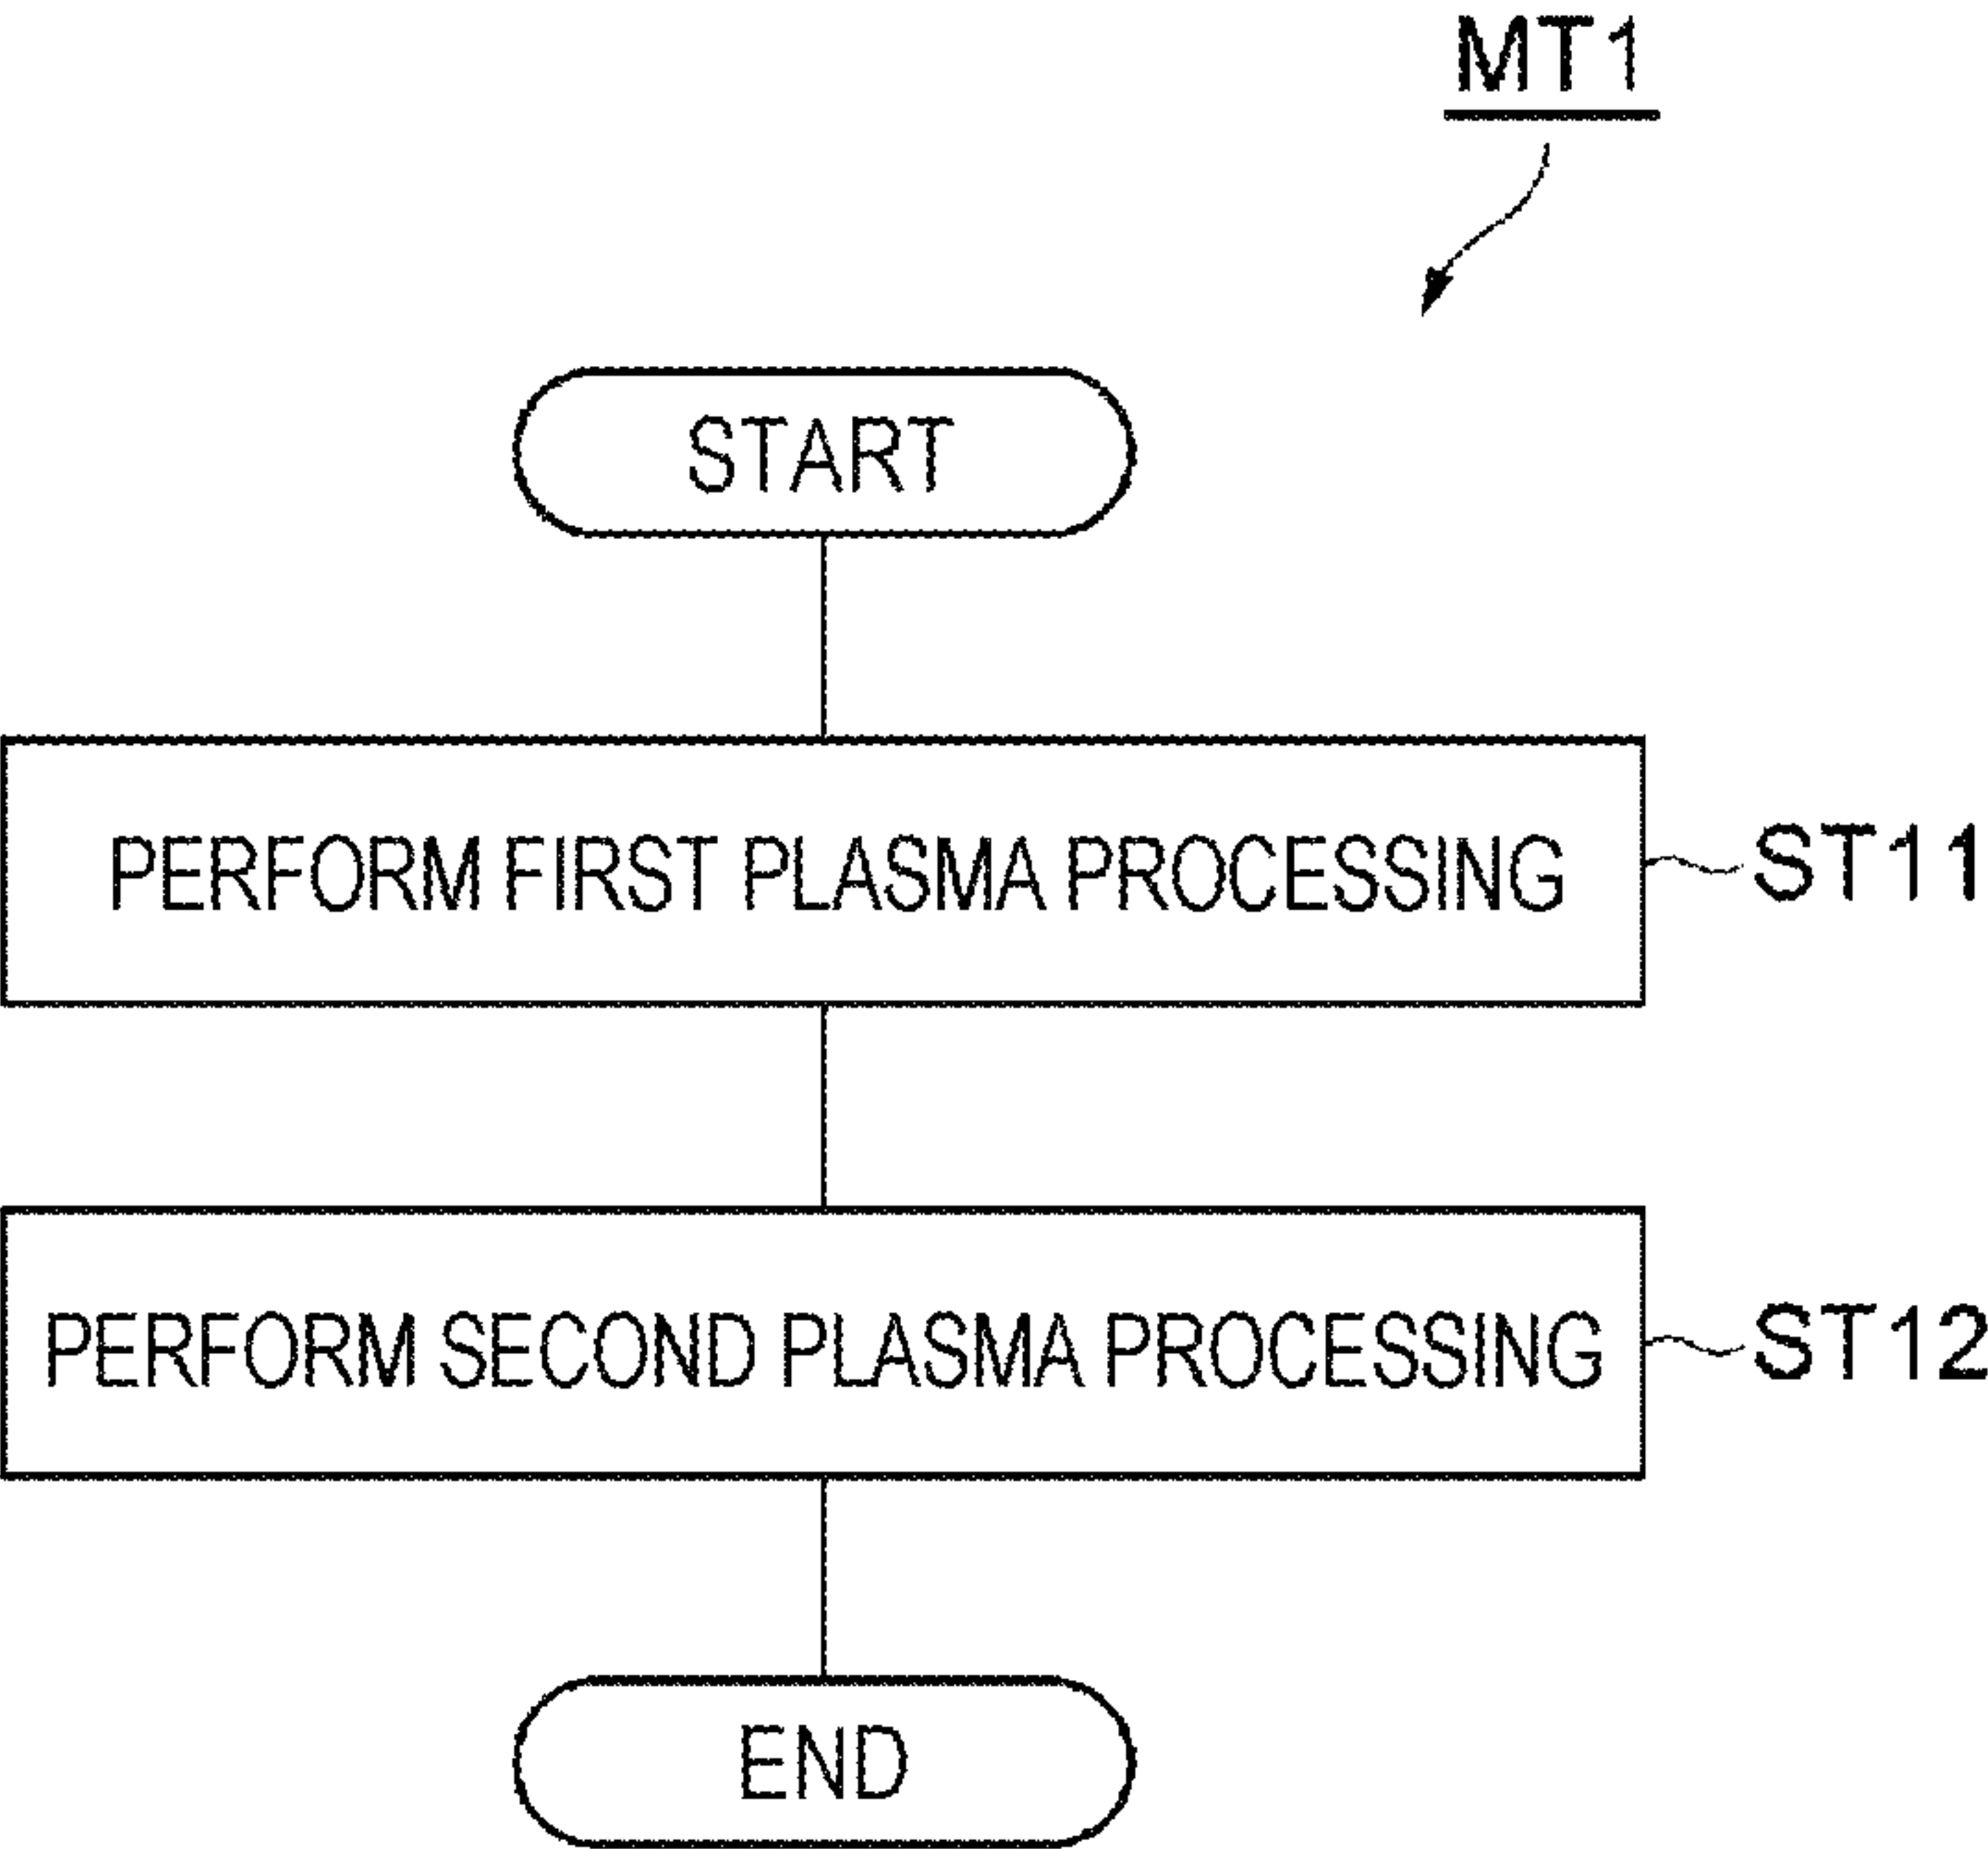 MT1
START
PERFORM FIRST PLASMA PROCESSING
ST11
PERFORM SECOND PLASMA PROCESSING
ST12
END